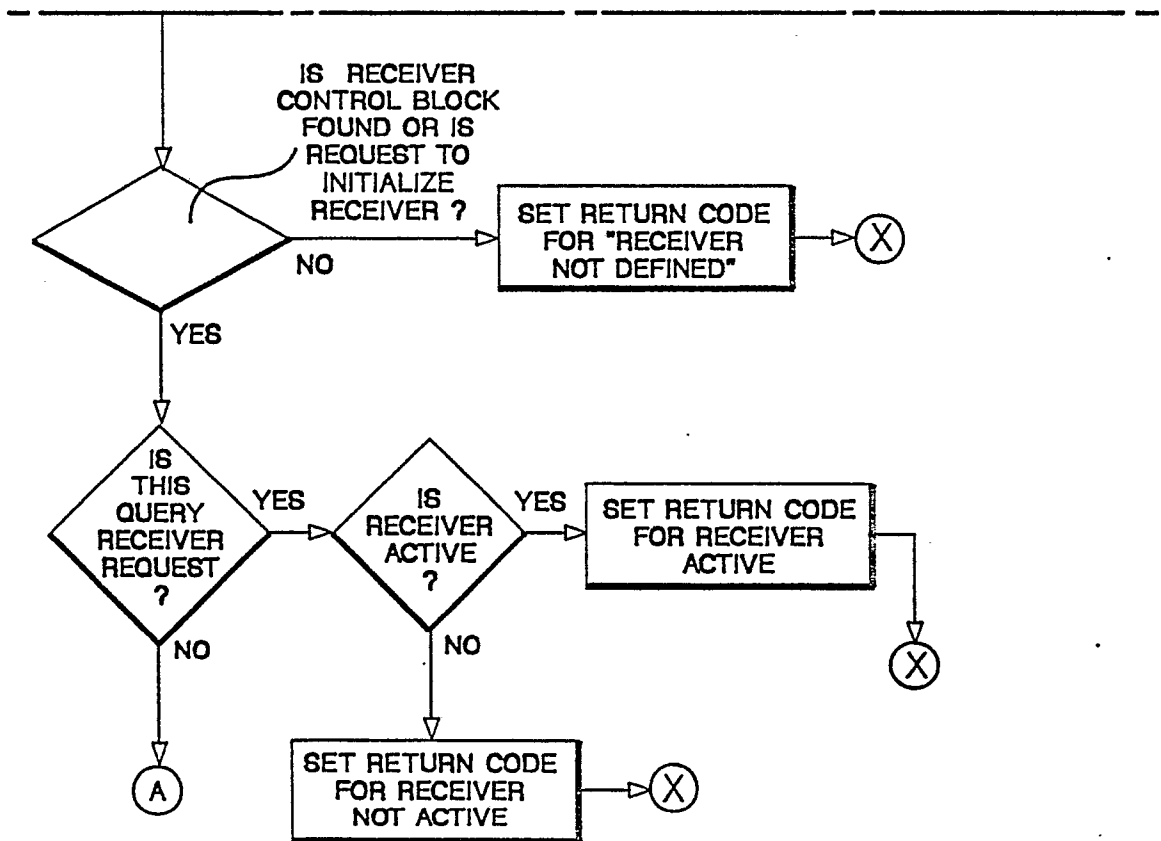 IS RECEIVER
CONTROL BLOCK
FOUND OR IS
REQUEST TO
INITIALIZE
RECEIVER ?
NO
SET RETURN CODE
FOR "RECEIVER
NOT DEFINED"
X
YES
IS
THIS
QUERY
RECEIVER
REQUEST
?
YES
IS
RECEIVER
ACTIVE
?
YES
SET RETURN CODE
FOR RECEIVER
ACTIVE
X
NO
A
NO
SET RETURN CODE
FOR RECEIVER
NOT ACTIVE
X